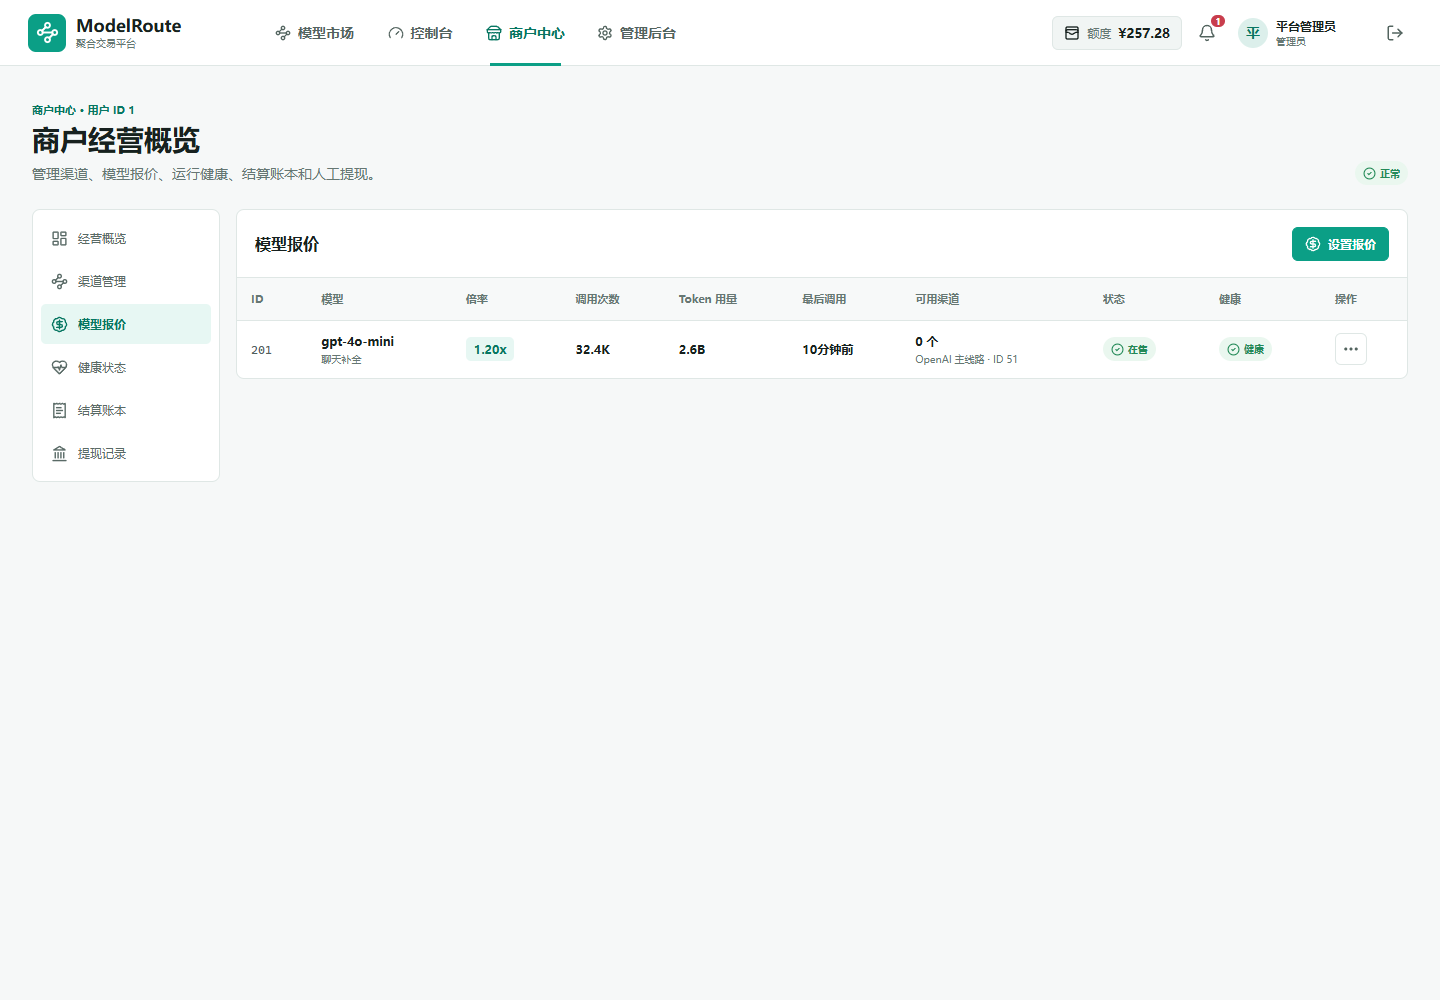 ModelRoute
聚合交易平台
模型市场
控制台
商户中心
管理后台
额度 ¥257.28
1
平
平台管理员
管理员
商户中心 • 用户 ID 1
商户经营概览
管理渠道、模型报价、运行健康、结算账本和人工提现。
正常
经营概览
渠道管理
模型报价
健康状态
结算账本
提现记录
模型报价
设置报价
ID 模型 倍率 调用次数 Token 用量 最后调用 可用渠道 状态 健康 操作
201 gpt-4o-mini 1.20x 32.4K 2.6B 10分钟前 0 个 在售 健康
聊天补全 OpenAI 主线路 · ID 51